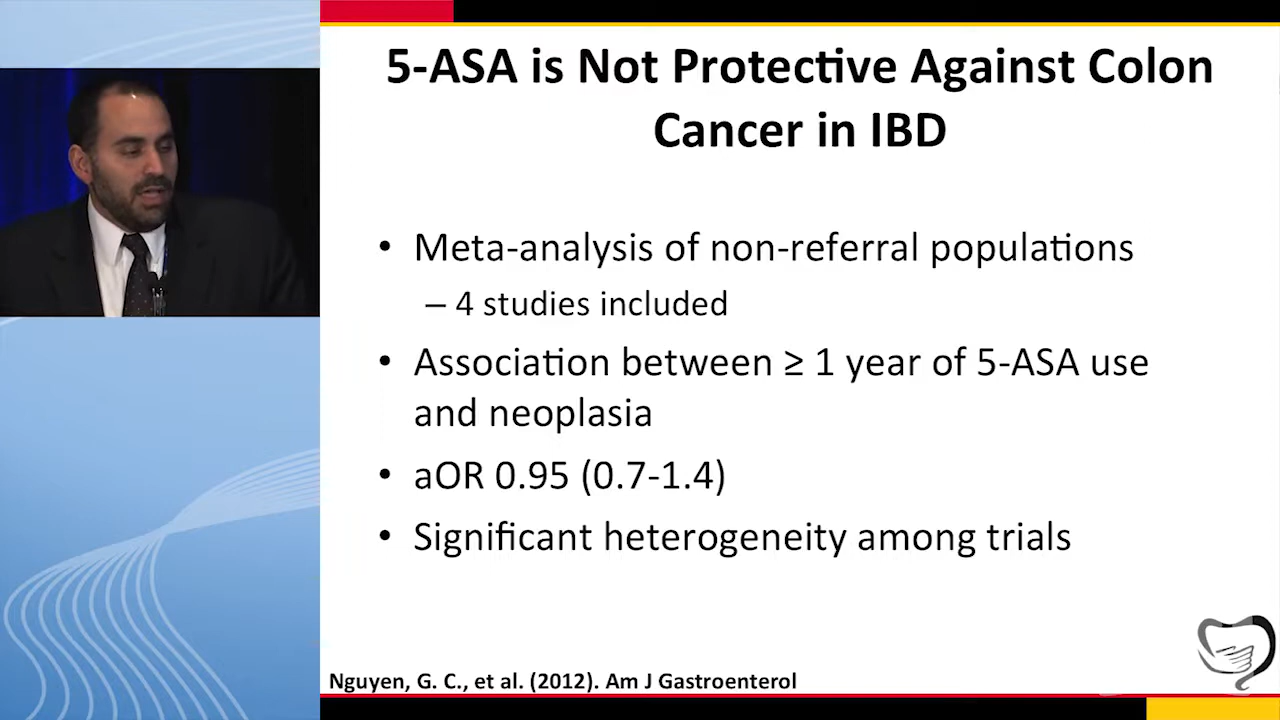 5-ASA is Not Protective Against Colon
Cancer in IBD
• Meta-analysis of non-referral populations
– 4 studies included
• Association between ≥ 1 year of 5-ASA use
and neoplasia
• aOR 0.95 (0.7-1.4)
• Significant heterogeneity among trials
Nguyen, G. C., et al. (2012). Am J Gastroenterol